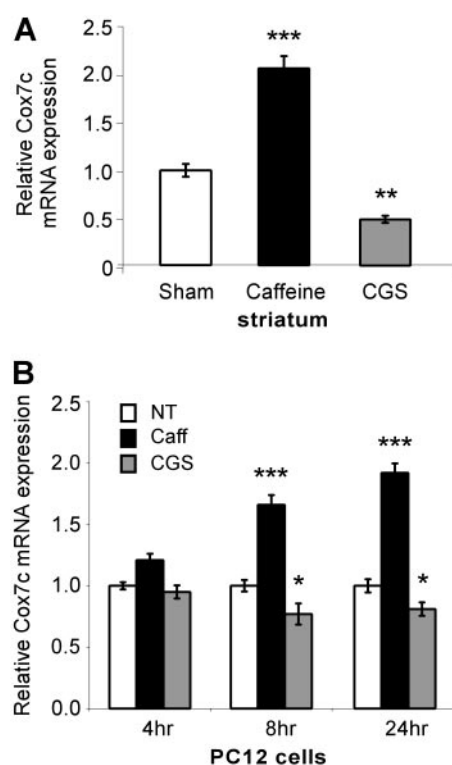 A
Relative Cox7c
mRNA expression
2.5
2.0
1.5
1.0
0.5
0
***
**
Sham Caffeine CGS
striatum
B
Relative Cox7c mRNA expression
2.5
2.0
1.5
1.0
0.5
0.0
NT
Caff
CGS
***
*
***
*
4hr 8hr 24hr
PC12 cells